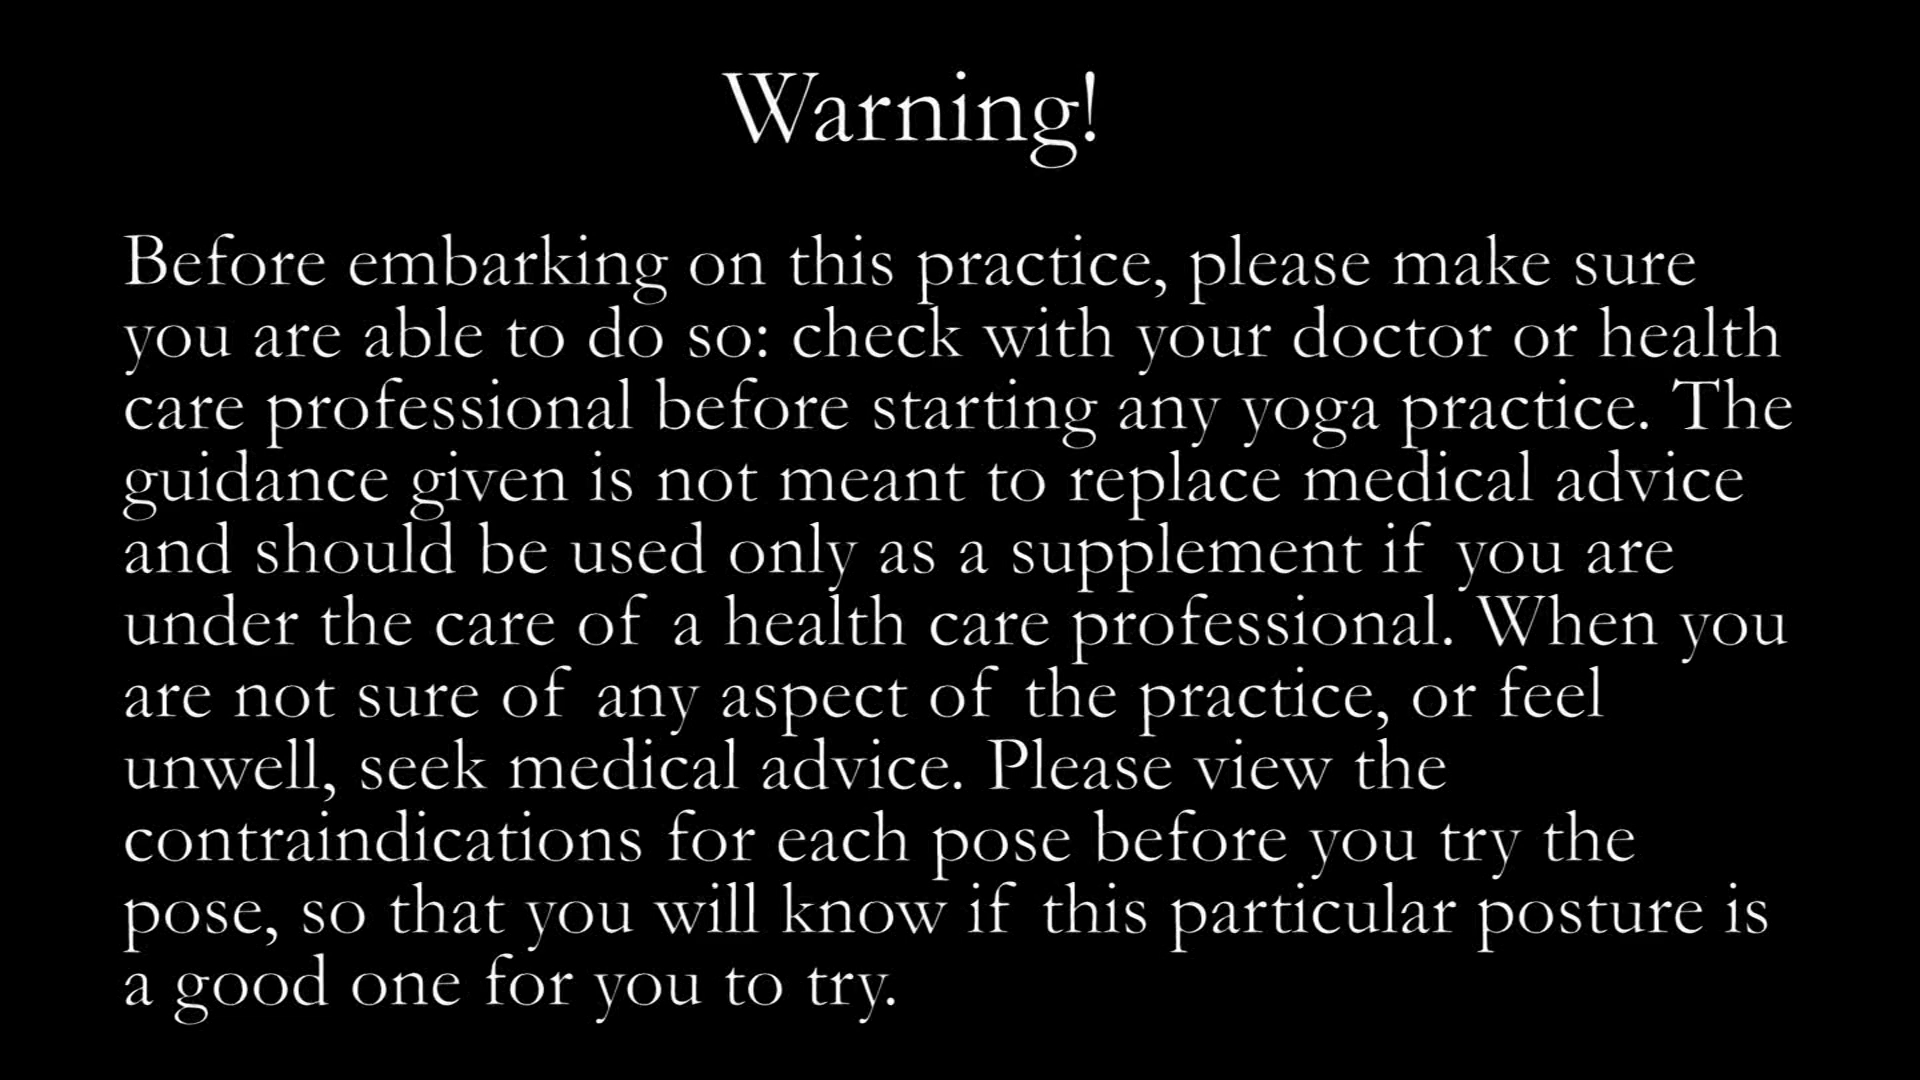 Warning!
Before embarking on this practice, please make sure
you are able to do so: check with your doctor or health
care professional before starting any yoga practice. The
guidance given is not meant to replace medical advice
and should be used only as a supplement if you are
under the care of a health care professional. When you
are not sure of any aspect of the practice, or feel
unwell, seek medical advice. Please view the
contraindications for each pose before you try the
pose, so that you will know if this particular posture is
a good one for you to try.